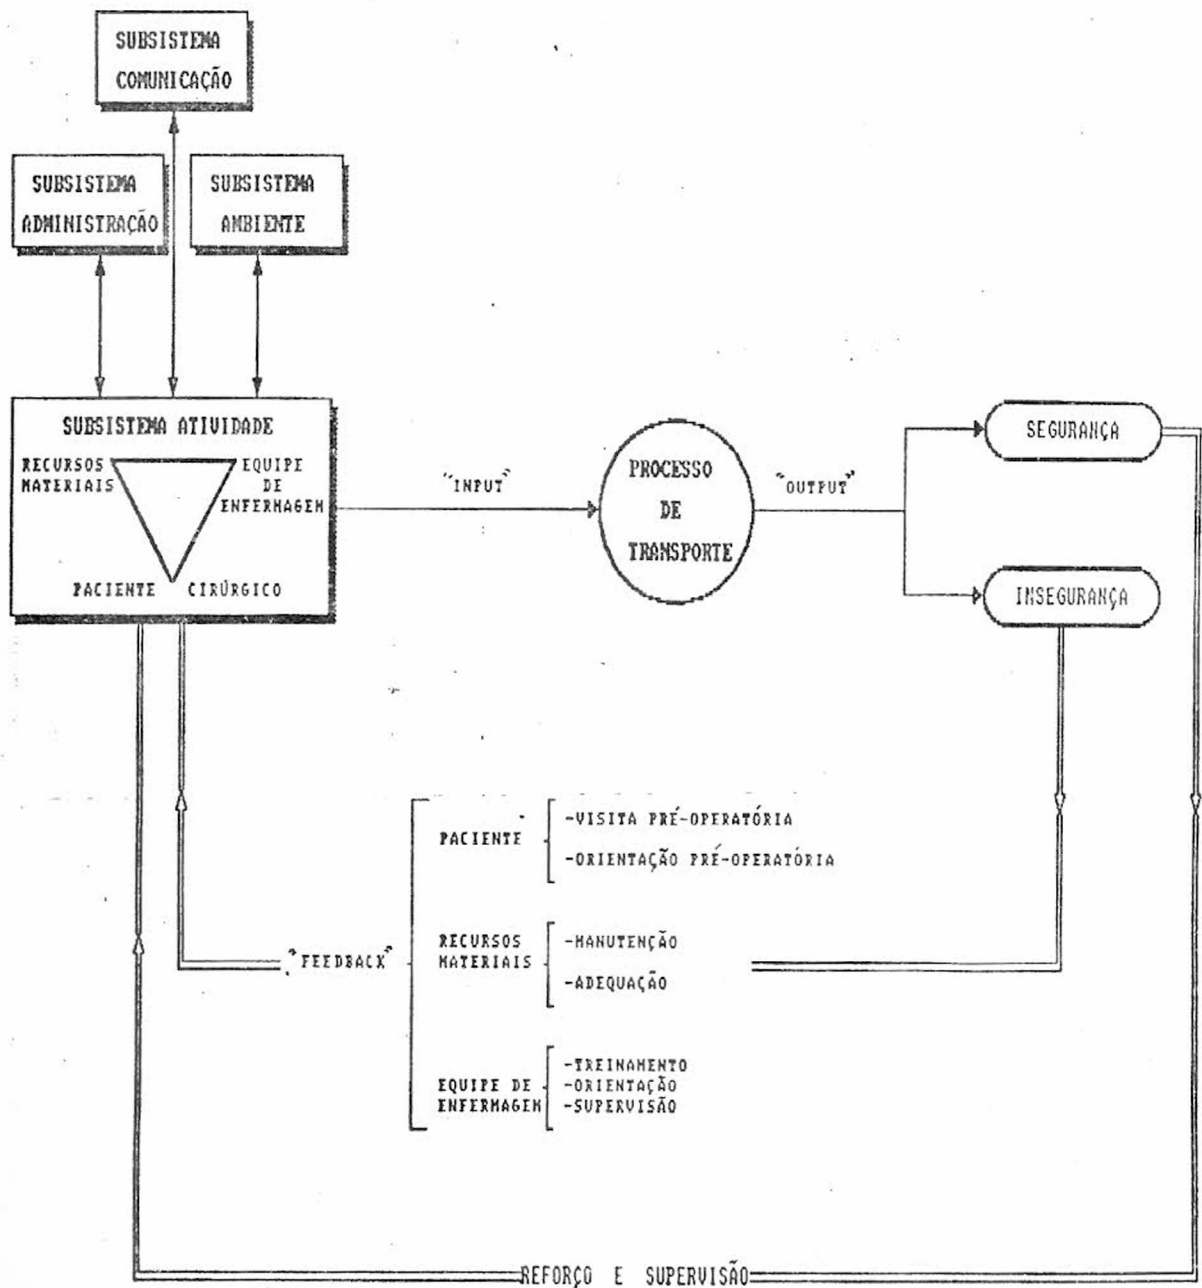 SUBSISTEMA
COMUNICAÇÃO
SUBSISTEMA
ADMINISTRAÇÃO
SUBSISTEMA
AMBIENTE
SUBSISTEMA ATIVIDADE
RECURSOS
MATERIAIS
EQUIPE
DE
ENFERMAGEM
PACIENTE CIRÚRGICO
"INPUT"
PROCESSO
DE
TRANSPORTE
"OUTPUT"
SEGURANÇA
INSEGURANÇA
"FEEDBACK"
PACIENTE
-VISITA PRÉ-OPERATÓRIA
-ORIENTAÇÃO PRÉ-OPERATÓRIA
RECURSOS
MATERIAIS
-MANUTENÇÃO
-ADEQUAÇÃO
EQUIPE DE
ENFERMAGEM
-TREINAMENTO
-ORIENTAÇÃO
-SUPERVISÃO
REFORÇO E SUPERVISÃO